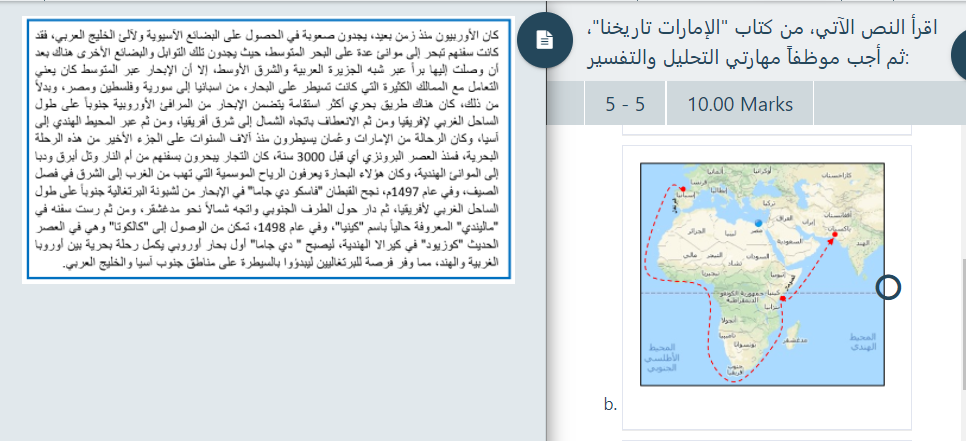 اقرأ النص الآتي، من كتاب "الإمارات تاريخنا"،
ثم أجب موظفاً مهارتي التحليل والتفسير:
5 - 5
10.00 Marks
كان الأوربيون منذ زمن بعيد، يجدون صعوبة في الحصول على البضائع الآسيوية ولآلئ الخليج العربي، فقد
كانت سفنهم تبحر إلى موانئ عدة على البحر المتوسط، حيث يجدون تلك التوابل والبضائع الأخرى هناك بعد
أن وصلت إليها براً عبر شبه الجزيرة العربية والشرق الأوسط، إلا أن الإبحار عبر المتوسط كان يعني
التعامل مع الممالك الكثيرة التي كانت تسيطر على البحار، من اسبانيا إلى سورية وفلسطين ومصر، وبدلاً
من ذلك، كان هناك طريق بحري أكثر استقامة يتضمن الإبحار من المرافئ الأوروبية جنوباً على طول
الساحل الغربي لإفريقيا ومن ثم الانعطاف باتجاه الشمال إلى شرق أفريقيا، ومن ثم عبر المحيط الهندي إلى
آسيا، وكان الرحالة من الإمارات وعُمان يسيطرون منذ آلاف السنوات على الجزء الأخير من هذه الرحلة
البحرية، فمنذ العصر البرونزي أي قبل 3000 سنة، كان التجار يبحرون بسفنهم من أم النار وتل أبرق ودبا
إلى الموانئ الهندية، وكان هؤلاء البحارة يعرفون الرياح الموسمية التي تهب من الغرب إلى الشرق في فصل
الصيف، وفي عام 1497م، نجح القبطان "فاسكو دي جاما" في الإبحار من لشبونة البرتغالية جنوباً على طول
الساحل الغربي لأفريقيا، ثم دار حول الطرف الجنوبي واتجه شمالاً نحو مدغشقر، ومن ثم رست سفنه في
"ماليندي" المعروفة حالياً باسم "كينيا"، وفي عام 1498، تمكن من الوصول إلى "كالكوتا" وهي في العصر
الحديث "كوزيود" في كيرالا الهندية، ليصبح " دي جاما" أول بحار أوروبي يكمل رحلة بحرية بين أوروبا
الغربية والهند، مما وفر فرصة للبرتغاليين ليبدؤوا بالسيطرة على مناطق جنوب آسيا والخليج العربي.
أوكرانيا
كازاخستان
ألمانيا
فرنسا
إيطاليا
إسبانيا
تركيا
أفغانستان
العراق
إيران
باكستان
الجزائر
ليبيا
مصر
السعودية
الهند
مالي
النيجر
تشاد
السودان
نيجيريا
إثيوبيا
كينيا
جمهورية الكونغو
الديمقراطية
تنزانيا
أنجولا
ناميبيا
بوتسوانا
مدغشقر
جنوب
أفريقيا
المحيط
الأطلسي
الجنوبي
المحيط
الهندي
b.